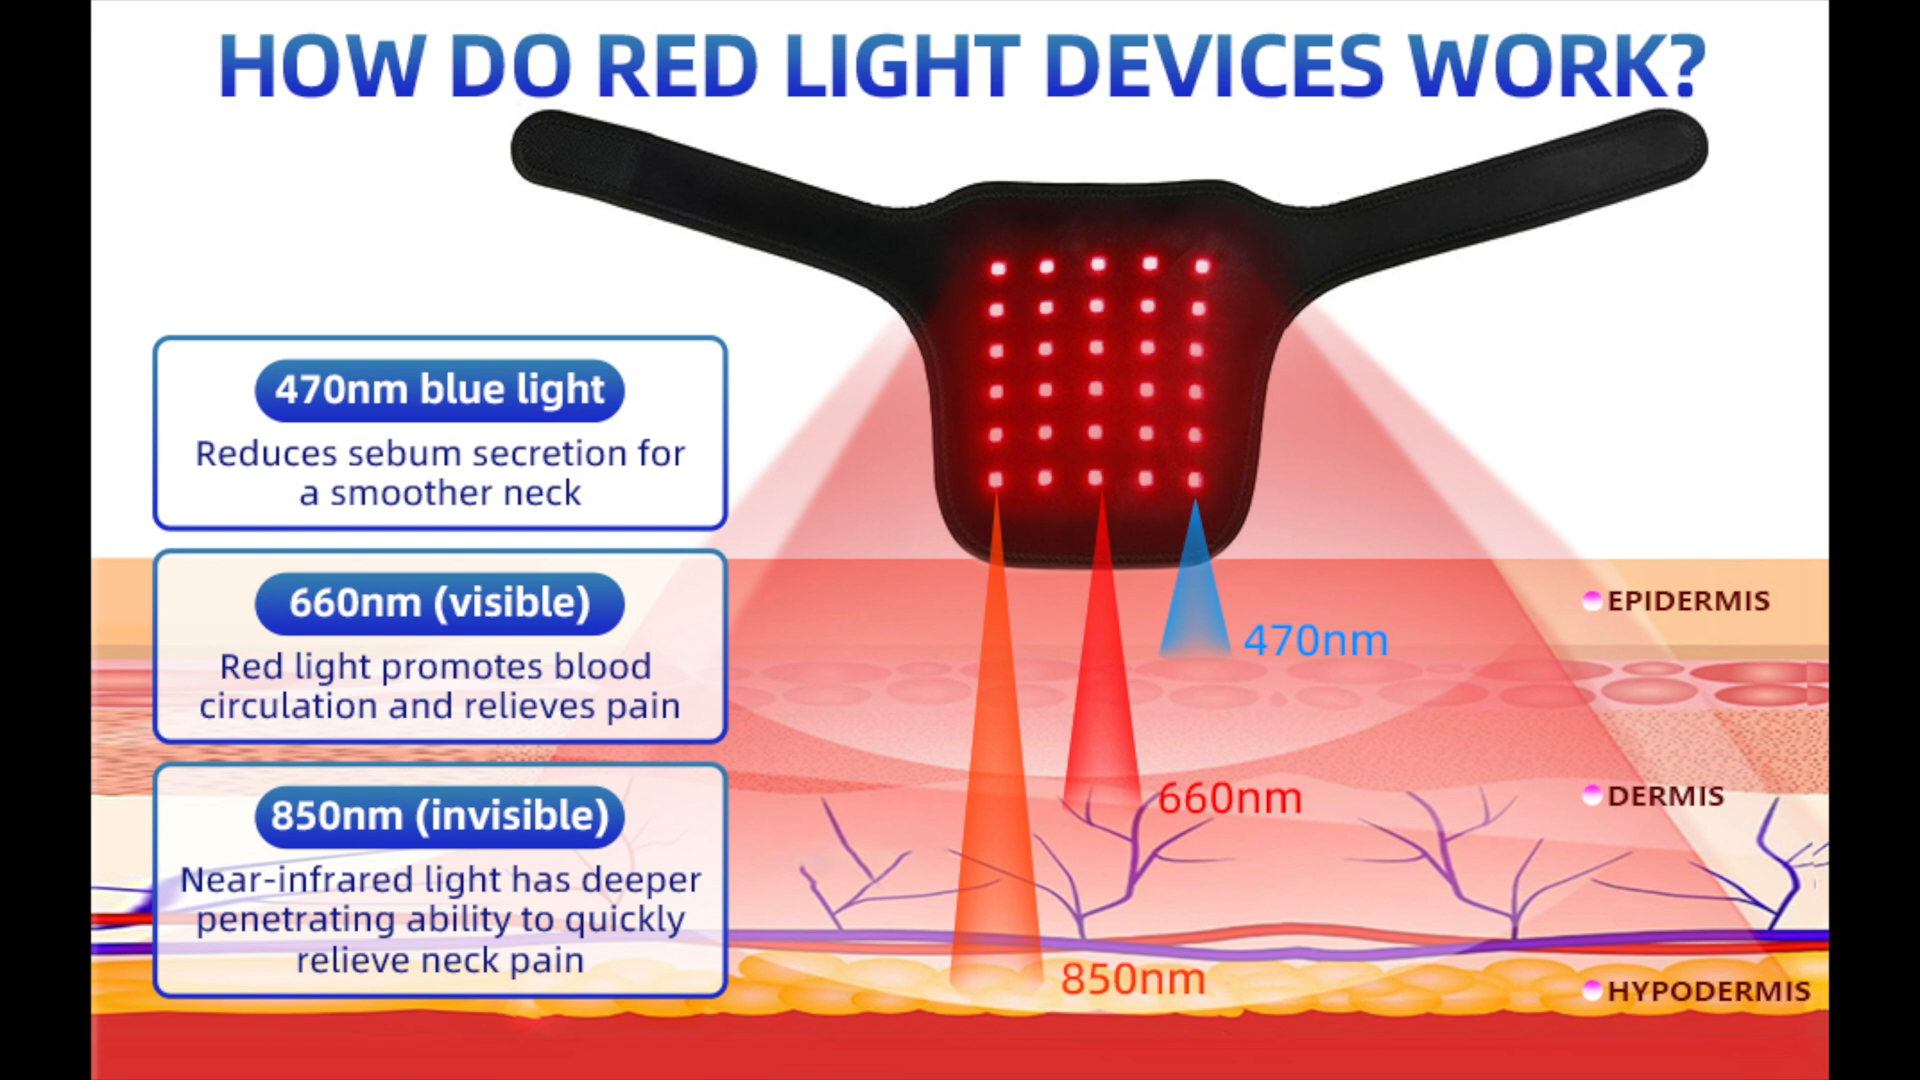 HOW DO RED LIGHT DEVICES WORK?
470nm blue light
Reduces sebum secretion for
a smoother neck
660nm (visible)
Red light promotes blood
circulation and relieves pain
850nm (invisible)
Near-infrared light has deeper
penetrating ability to quickly
relieve neck pain
470nm
660nm
850nm
EPIDERMIS
DERMIS
HYPODERMIS